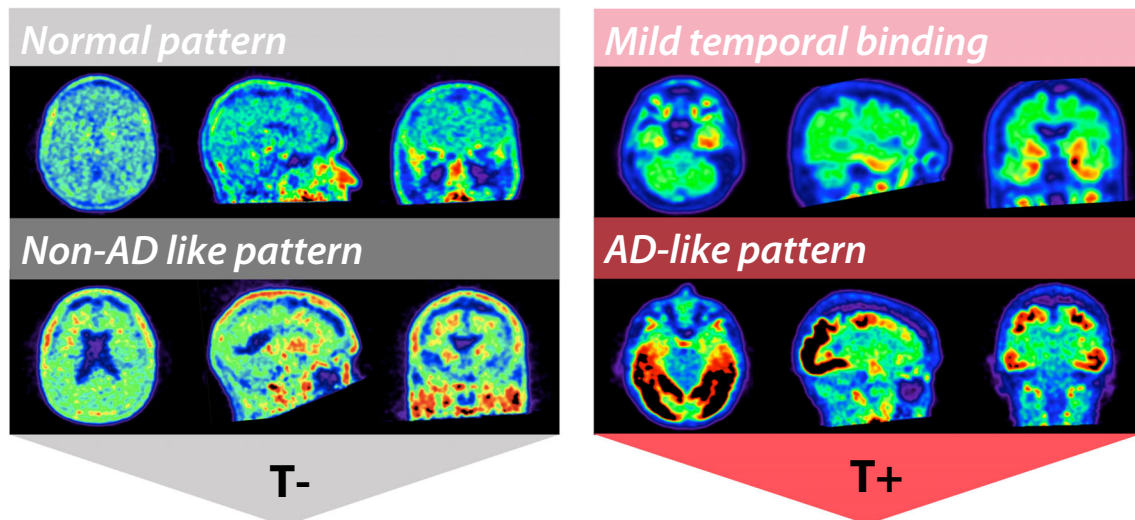 Normal pattern
Mild temporal binding
Non-AD like pattern
AD-like pattern
T-
T+